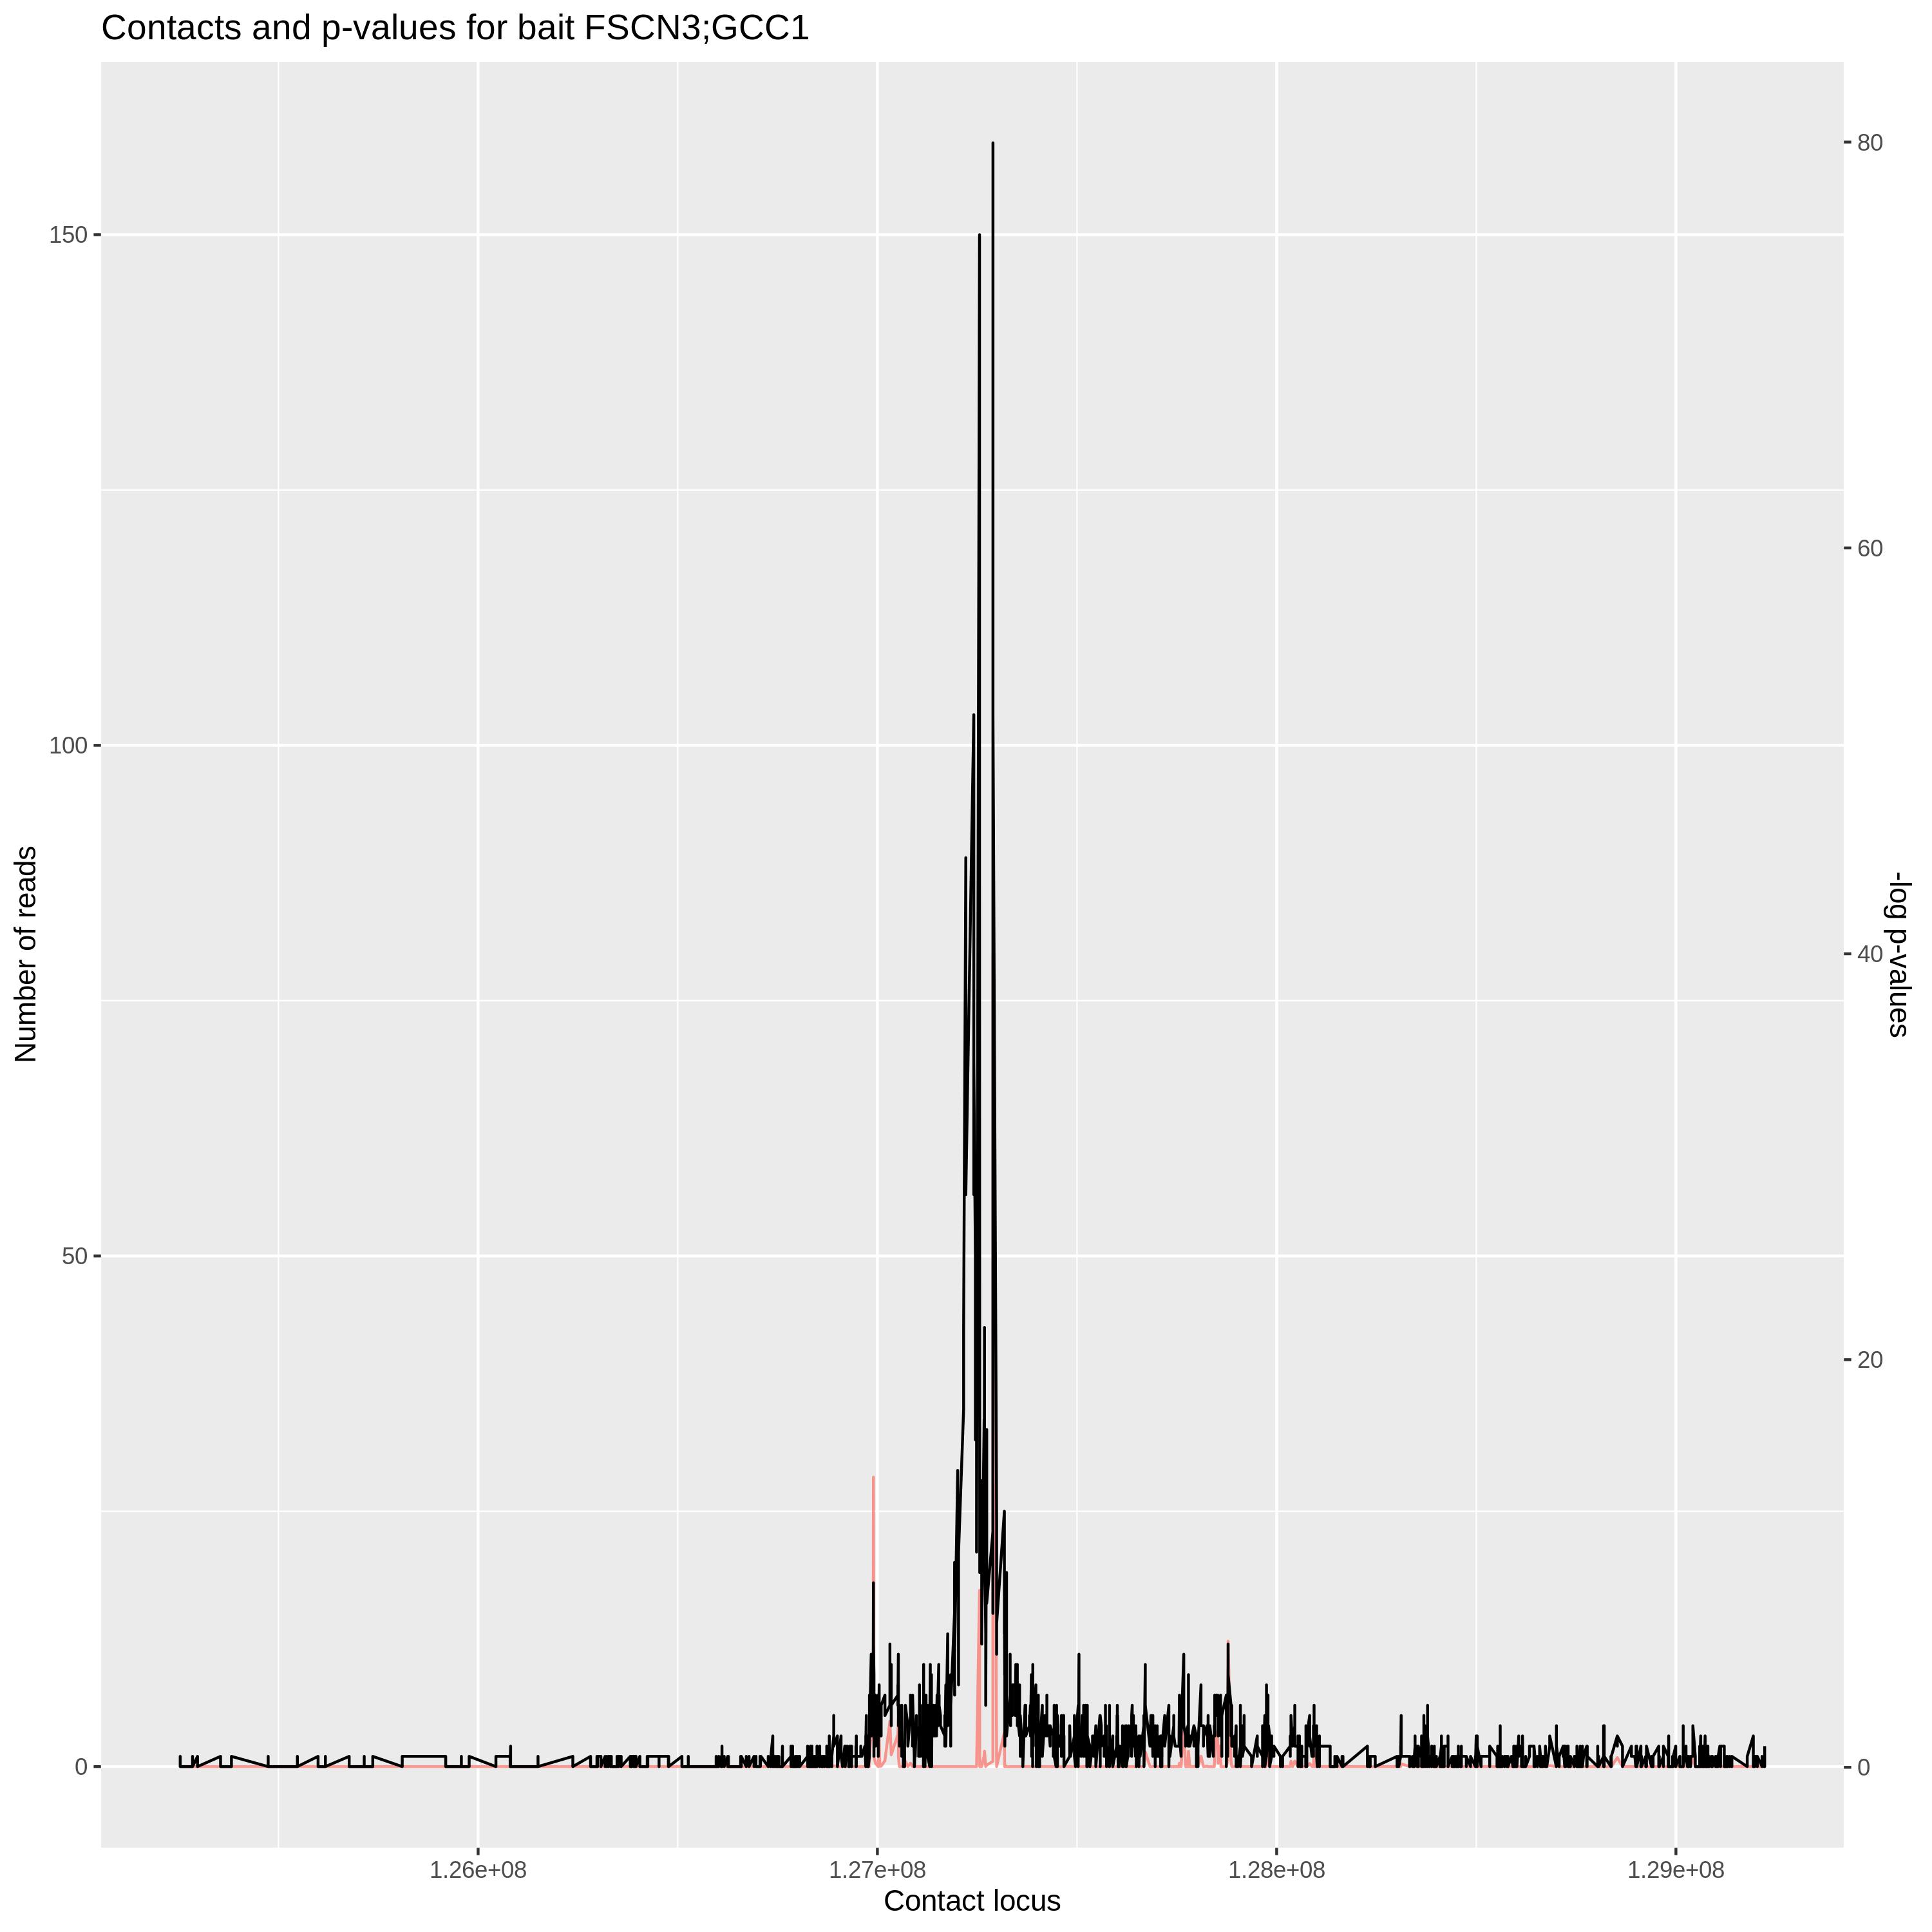 Contacts and p-values for bait FSCN3;GCC1
150
100
50
0
Number of reads
80
60
40
20
0
-log p-values
1.26e+08
1.27e+08
1.28e+08
1.29e+08
Contact locus